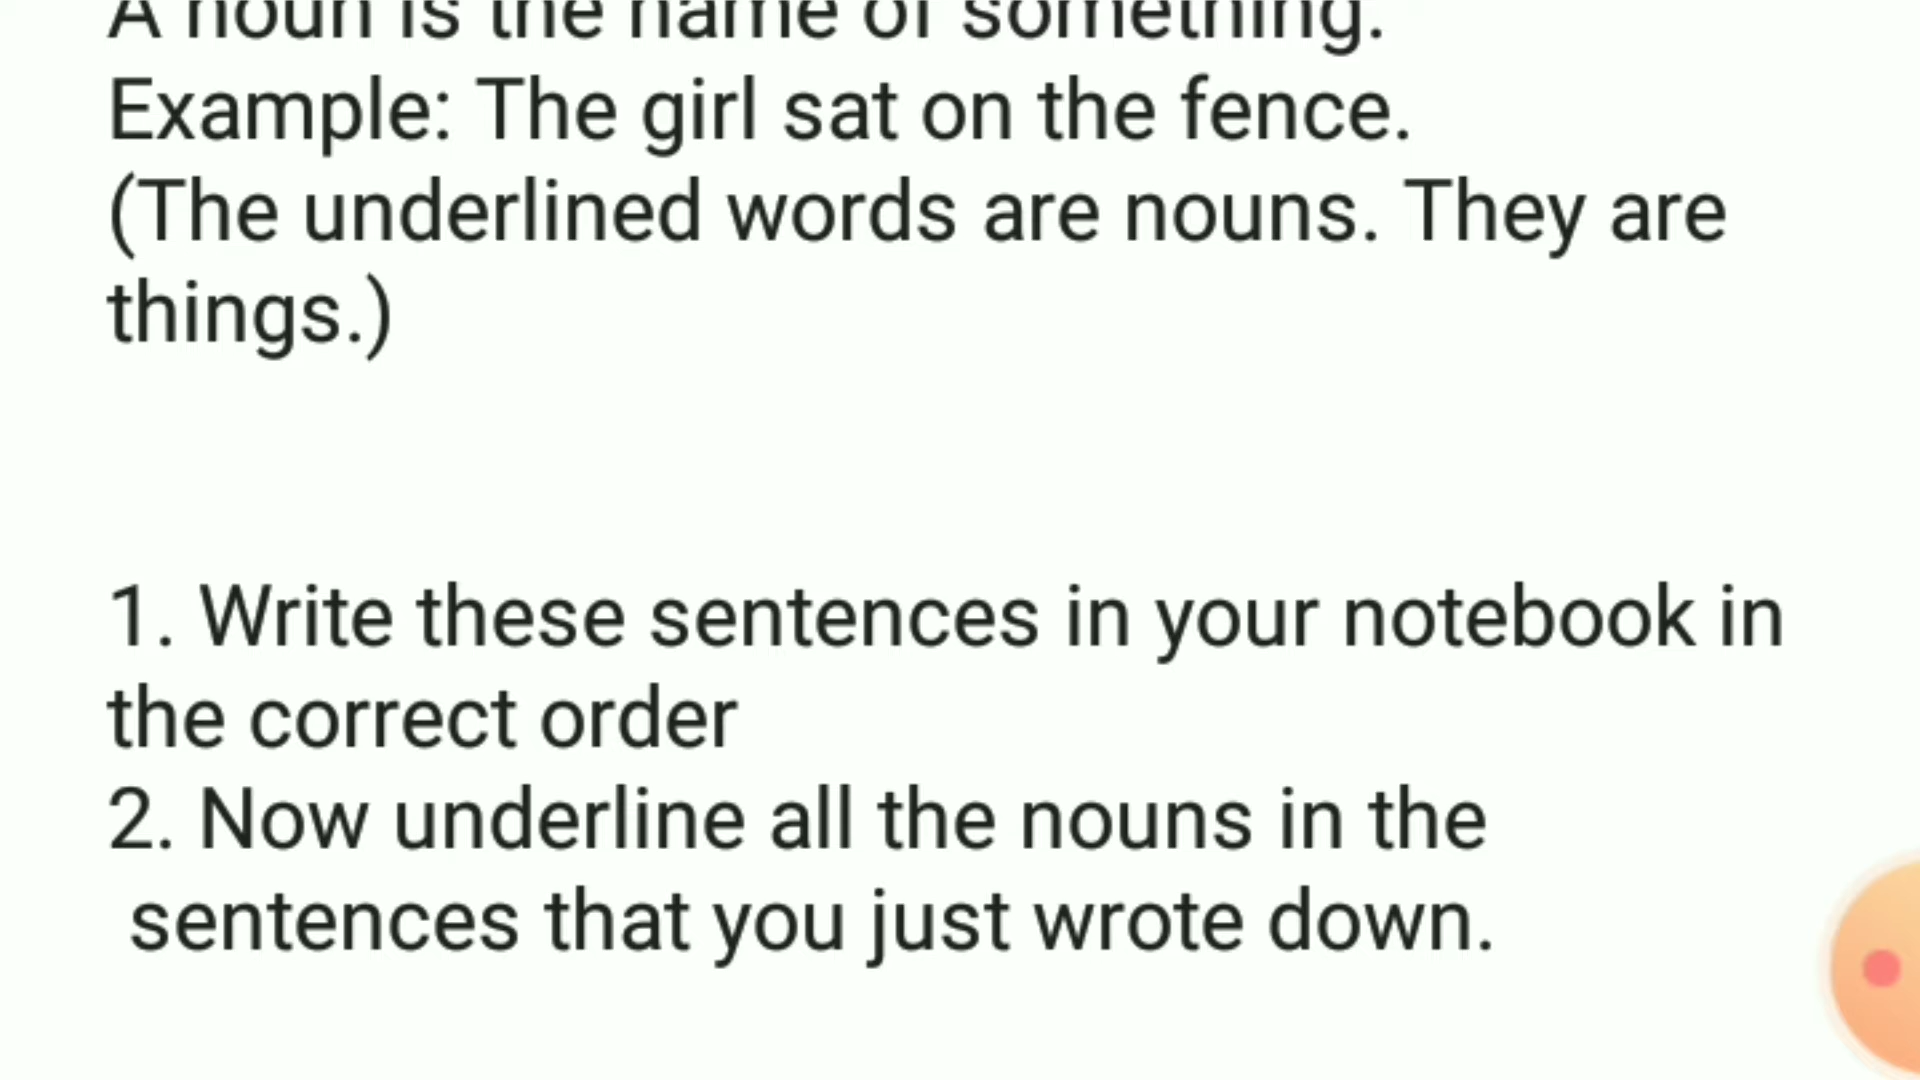 A noun is the name of something.
Example: The girl sat on the fence.
(The underlined words are nouns. They are
things.)
1. Write these sentences in your notebook in
the correct order
2. Now underline all the nouns in the
sentences that you just wrote down.